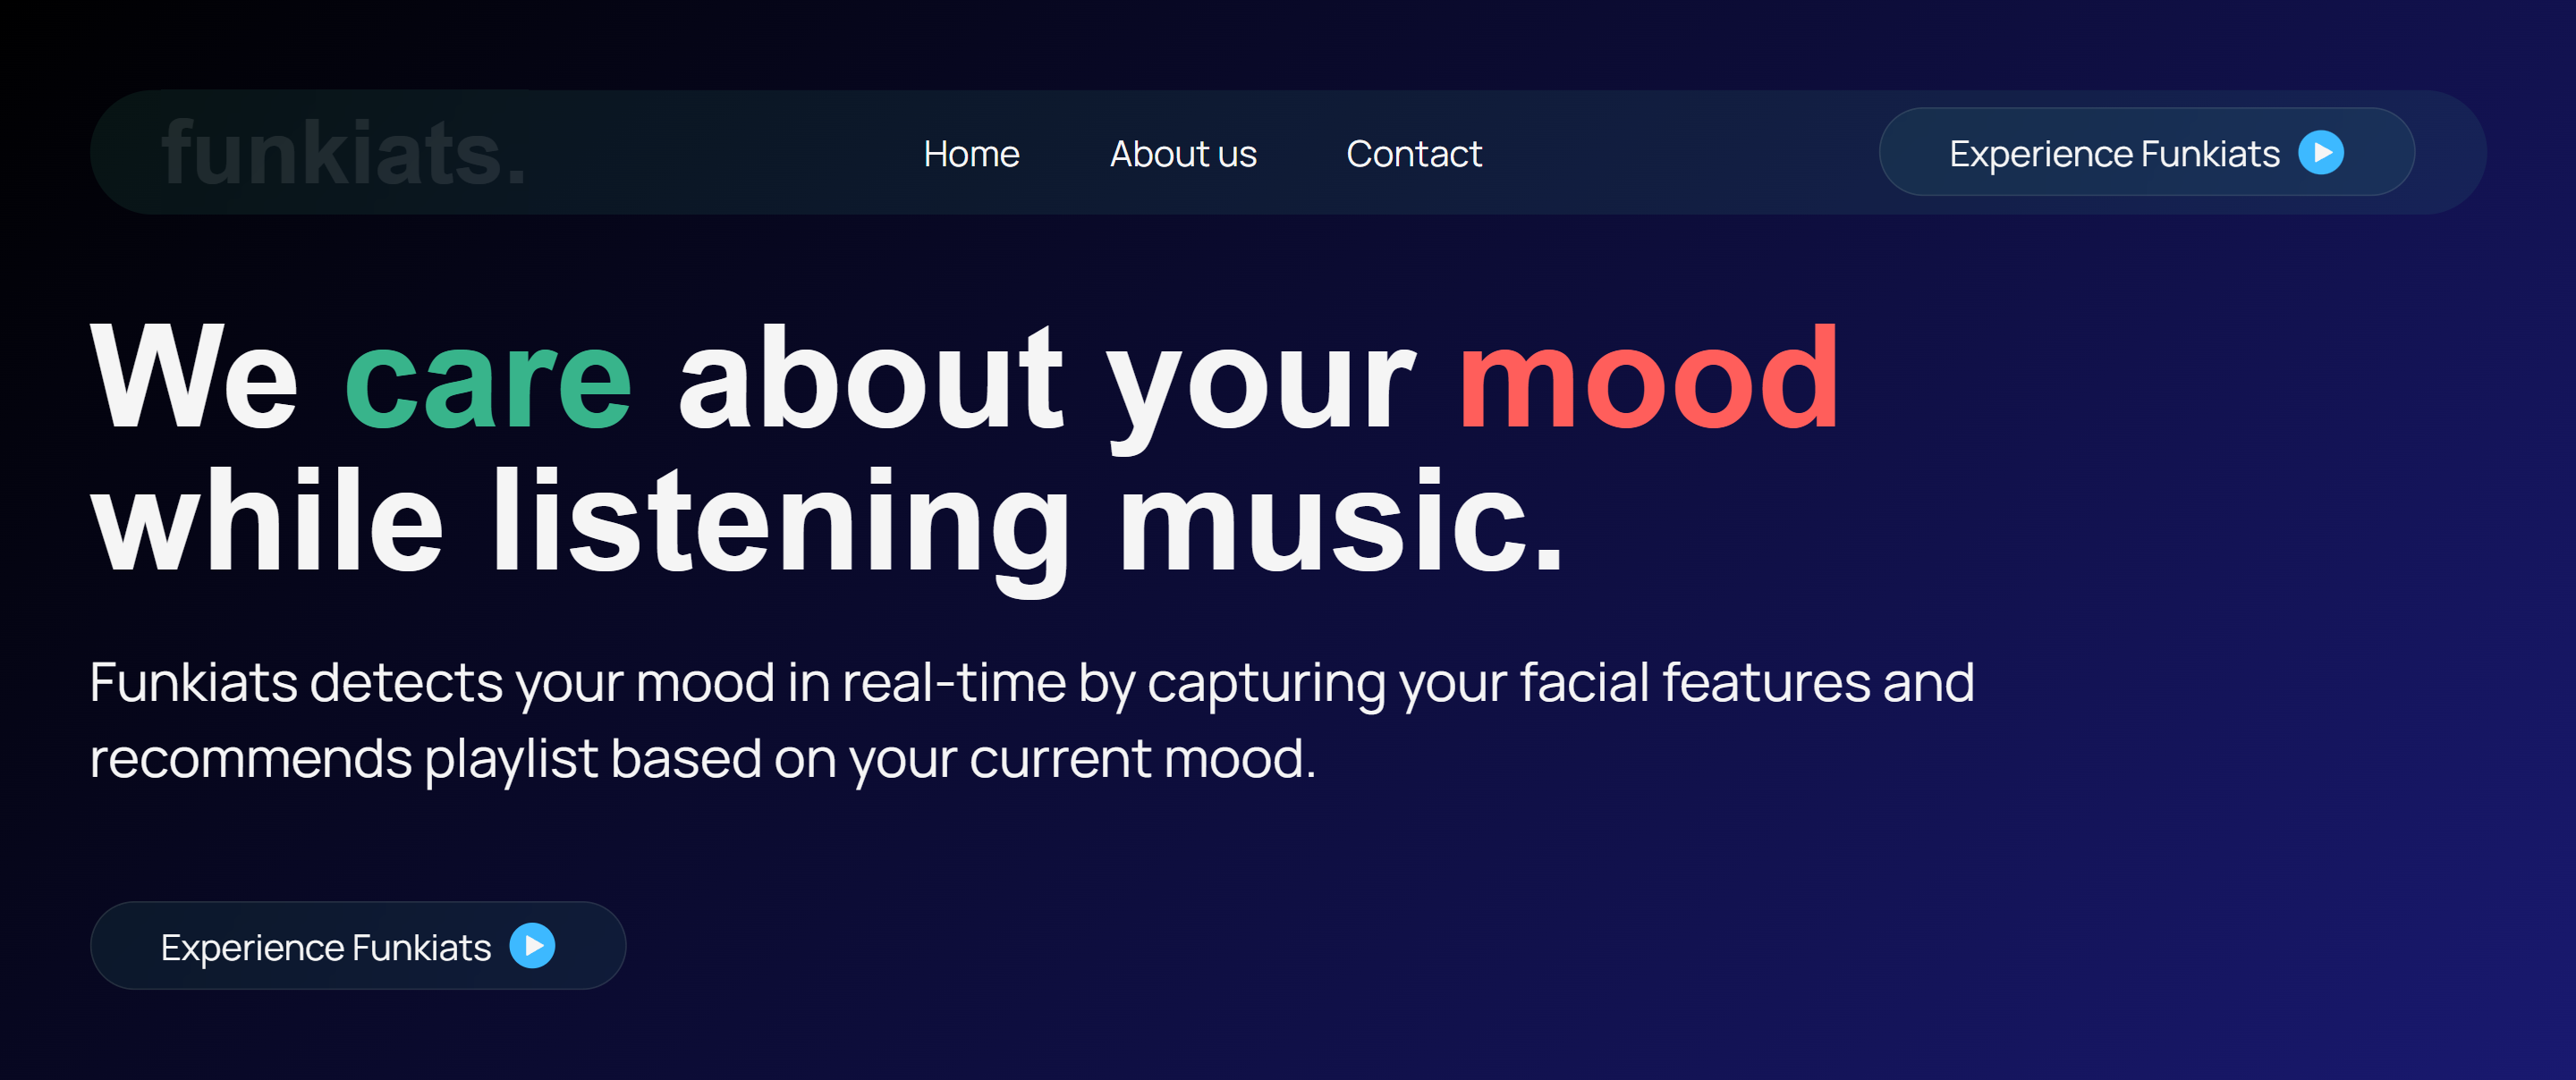 funkiats.
Home About us Contact
Experience Funkiats
We care about your mood
while listening music.
Funkiats detects your mood in real-time by capturing your facial features and
recommends playlist based on your current mood.
Experience Funkiats